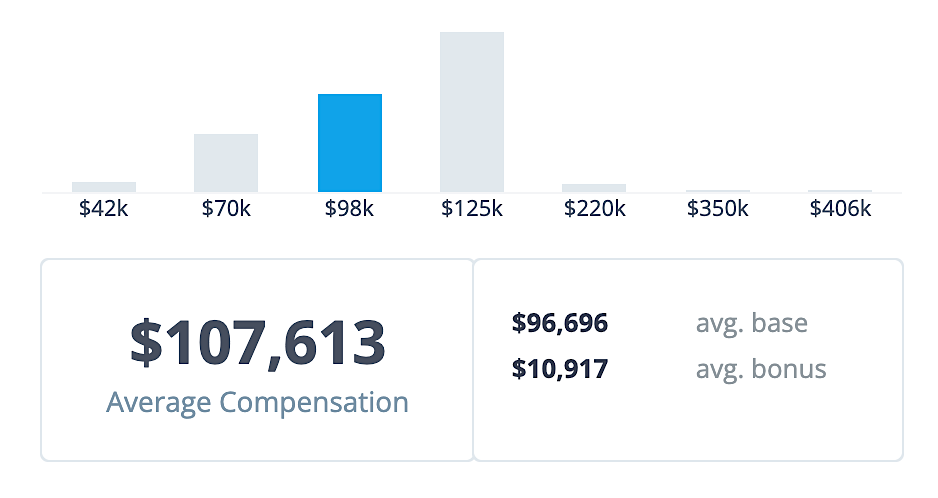 $42k $70k $98k $125k $220k $350k $406k
$107,613
Average Compensation
$96,696 avg. base
$10,917 avg. bonus